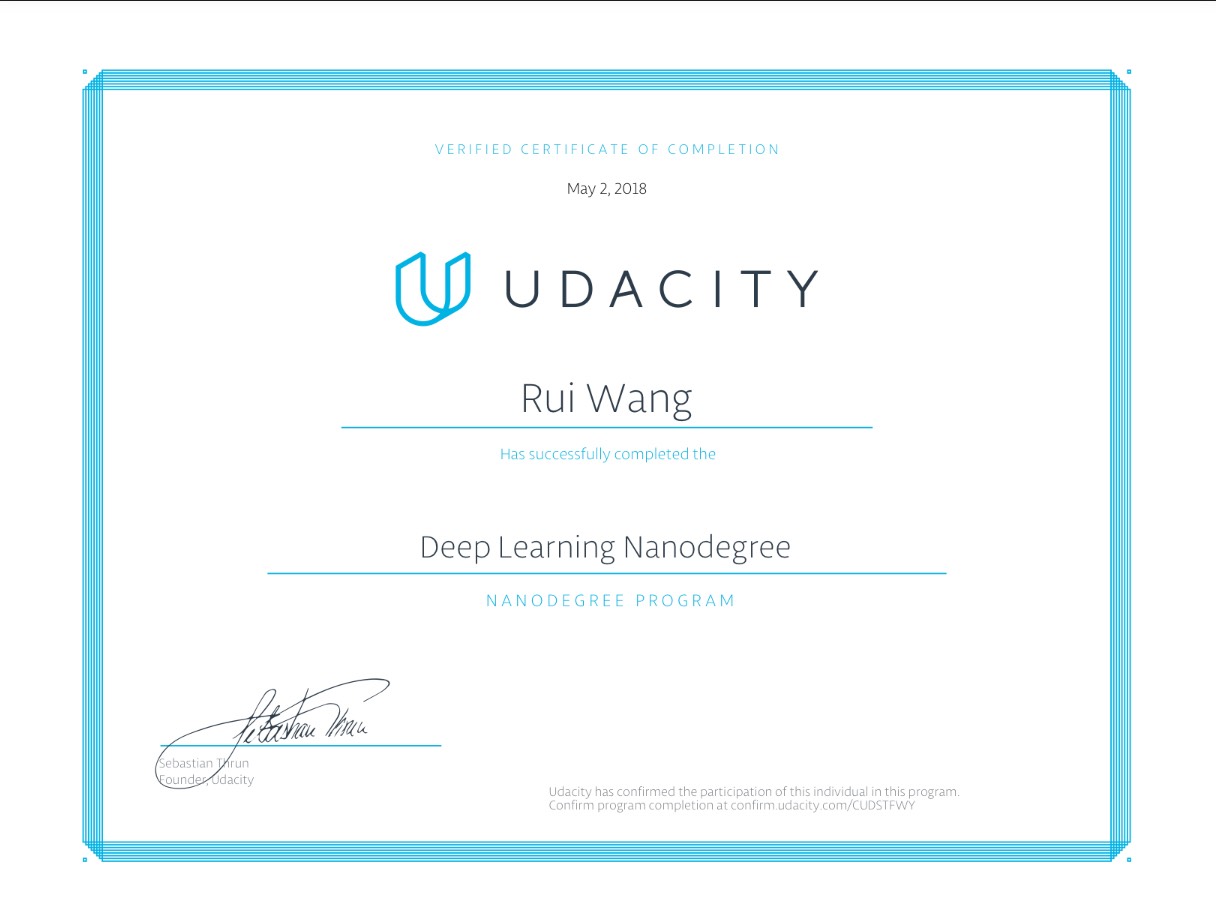 VERIFIED CERTIFICATE OF COMPLETION
May 2, 2018
UDACITY
Rui Wang
Has successfully completed the
Deep Learning Nanodegree
NANODEGREE PROGRAM
Sebastian Thrun
Sebastian Thrun
Founder, Udacity
Udacity has confirmed the participation of this individual in this program.
Confirm program completion at confirm.udacity.com/CUDSTFWY